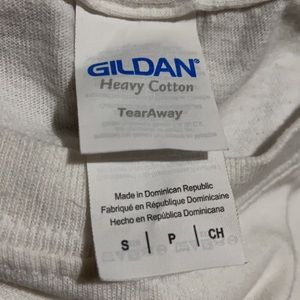 GILDAN®
Heavy Cotton
TearAway
Made in Dominican Republic
Fabriqué en République Dominicaine
Hecho en República Dominicana
S | P | CH